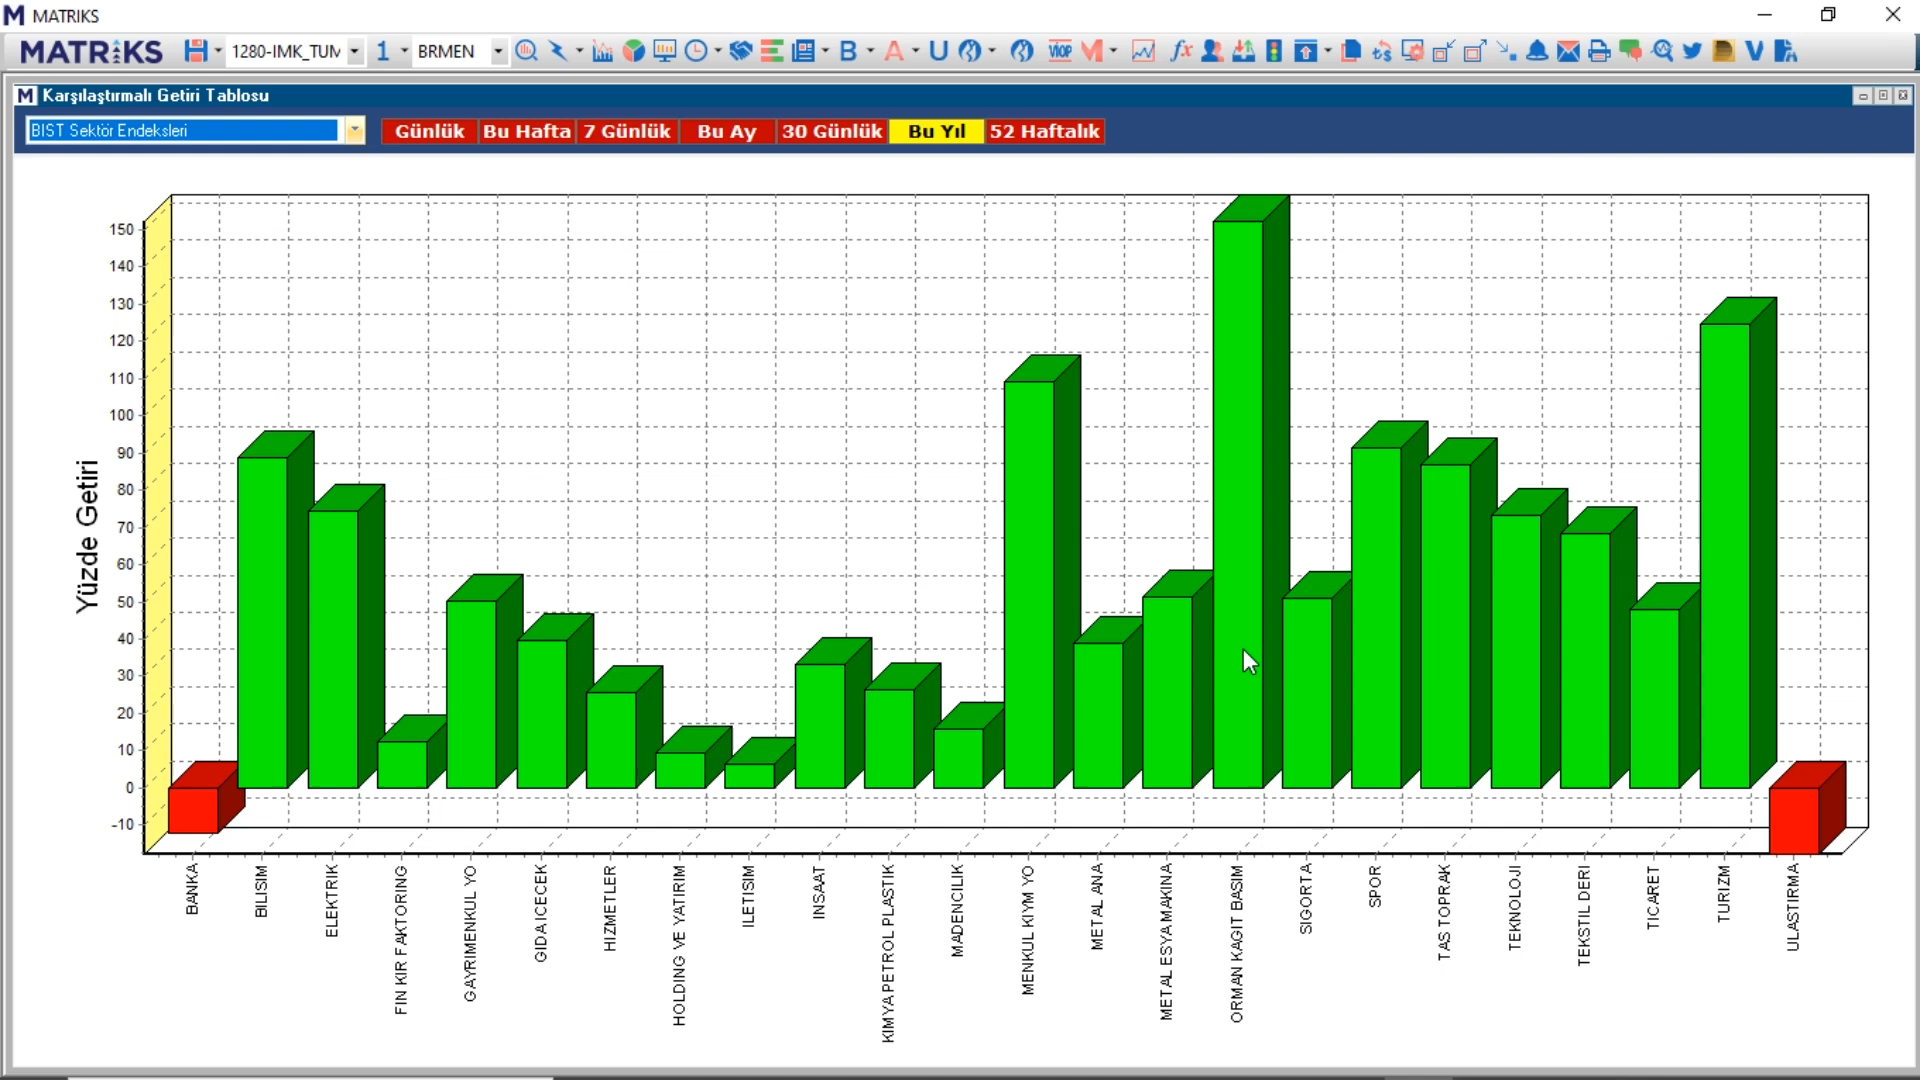 MATRIKS
MATRIKS 1280-IMK_TUM 1 BRMEN B A U VIOP fx V
Karşılaştırmalı Getiri Tablosu
BIST Sektör Endeksleri Günlük Bu Hafta 7 Günlük Bu Ay 30 Günlük Bu Yıl 52 Haftalık
Yüzde Getiri
150
140
130
120
110
100
90
80
70
60
50
40
30
20
10
0
-10
BANKA
BILISIM
ELEKTRIK
FIN KIR FAKTORING
GAYRIMENKUL YO
GIDA ICECEK
HIZMETLER
HOLDING VE YATIRIM
ILETISIM
INSAAT
KIMYA PETROL PLASTIK
MADENCILIK
MENKUL KIYM YO
METAL ANA
METAL ESYA MAKINA
ORMAN KAGIT BASIM
SIGORTA
SPOR
TAS TOPRAK
TEKNOLOJI
TEKSTIL DERI
TICARET
TURIZM
ULASTIRMA